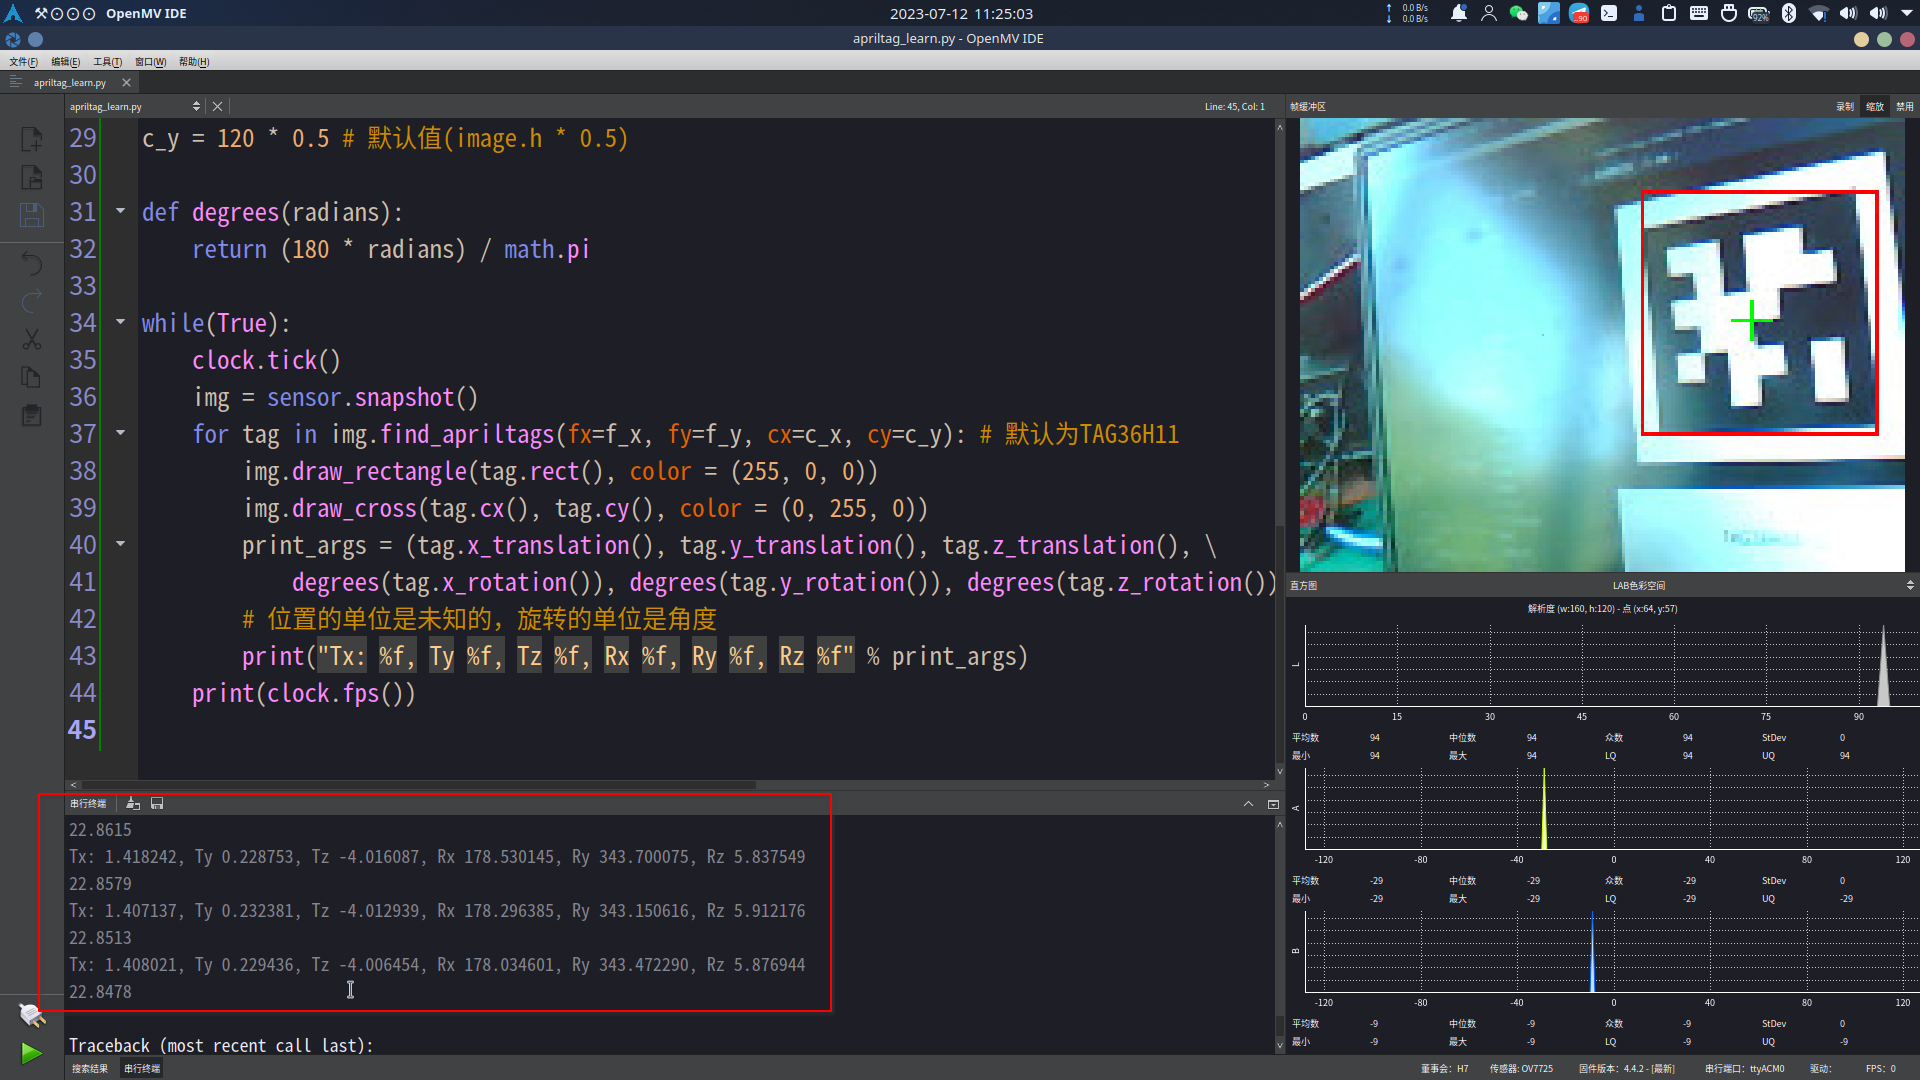 OpenMV IDE
2023-07-12 11:25:03
0.0 B/s
0.0 B/s
90
92%
apriltag_learn.py - OpenMV IDE
文件(F) 编辑(E) 工具(T) 窗口(W) 帮助(H)
apriltag_learn.py
apriltag_learn.py
Line: 45, Col: 1
29 c_y = 120 * 0.5 # 默认值(image.h * 0.5)
30
31 def degrees(radians):
32 return (180 * radians) / math.pi
33
34 while(True):
35 clock.tick()
36 img = sensor.snapshot()
37 for tag in img.find_apriltags(fx=f_x, fy=f_y, cx=c_x, cy=c_y): # 默认为TAG36H11
38 img.draw_rectangle(tag.rect(), color = (255, 0, 0))
39 img.draw_cross(tag.cx(), tag.cy(), color = (0, 255, 0))
40 print_args = (tag.x_translation(), tag.y_translation(), tag.z_translation(), \
41 degrees(tag.x_rotation()), degrees(tag.y_rotation()), degrees(tag.z_rotation())
42 # 位置的单位是未知的，旋转的单位是角度
43 print("Tx: %f, Ty %f, Tz %f, Rx %f, Ry %f, Rz %f" % print_args)
44 print(clock.fps())
45
串行终端
22.8615
Tx: 1.418242, Ty 0.228753, Tz -4.016087, Rx 178.530145, Ry 343.700075, Rz 5.837549
22.8579
Tx: 1.407137, Ty 0.232381, Tz -4.012939, Rx 178.296385, Ry 343.150616, Rz 5.912176
22.8513
Tx: 1.408021, Ty 0.229436, Tz -4.006454, Rx 178.034601, Ry 343.472290, Rz 5.876944
22.8478
Traceback (most recent call last):
搜索结果 串行终端
帧缓冲区 录制 缩放 禁用
直方图 LAB色彩空间
解析度 (w:160, h:120) - 点 (x:64, y:57)
L
0 15 30 45 60 75 90
平均数 94 中位数 94 众数 94 StDev 0
最小 94 最大 94 LQ 94 UQ 94
A
-120 -80 -40 0 40 80 120
平均数 -29 中位数 -29 众数 -29 StDev 0
最小 -29 最大 -29 LQ -29 UQ -29
B
-120 -80 -40 0 40 80 120
平均数 -9 中位数 -9 众数 -9 StDev 0
最小 -9 最大 -9 LQ -9 UQ -9
董事会： H7 传感器: OV7725 固件版本： 4.4.2 - [最新] 串行端口： ttyACM0 驱动： FPS： 0